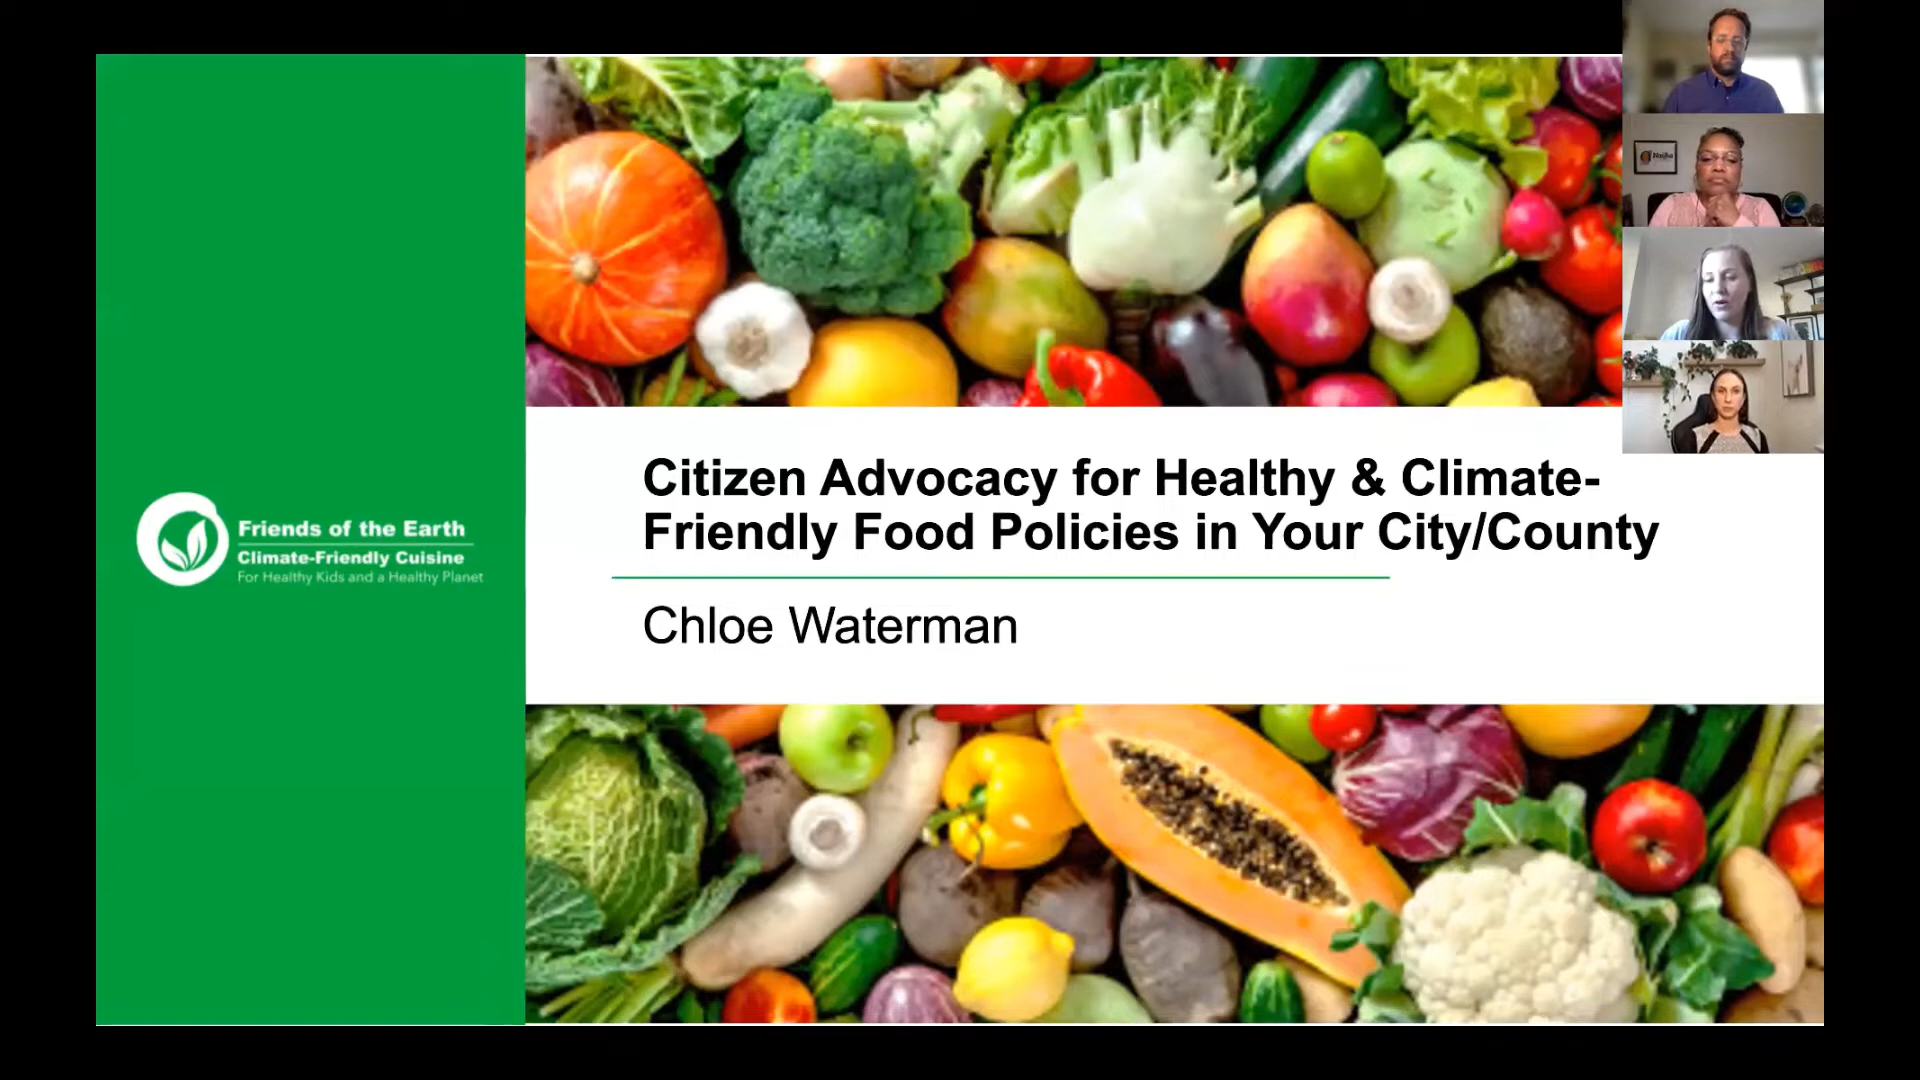 Friends of the Earth
Climate-Friendly Cuisine
For Healthy Kids and a Healthy Planet
Citizen Advocacy for Healthy & Climate-
Friendly Food Policies in Your City/County
Chloe Waterman